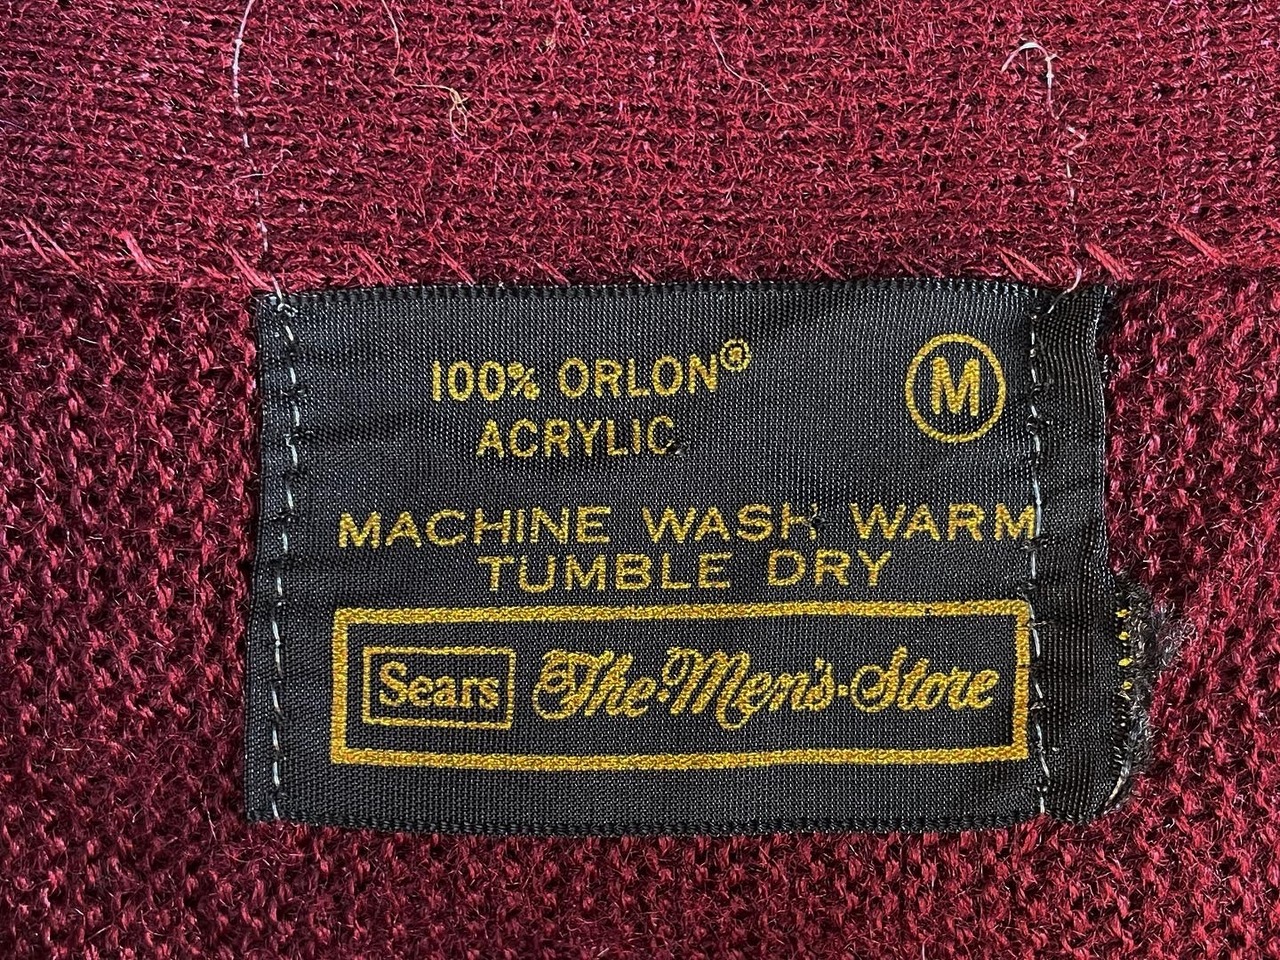 100% ORLON®
ACRYLIC
M
MACHINE WASH WARM
TUMBLE DRY
Sears The Men's Store